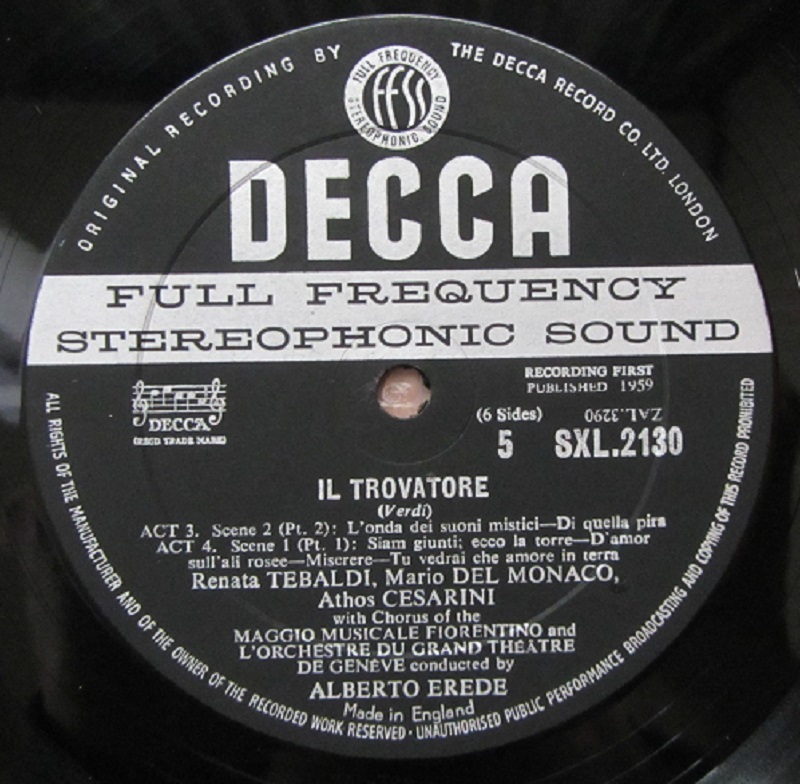 ORIGINAL RECORDING BY THE DECCA RECORD CO. LTD. LONDON
FULL FREQUENCY
ffss
STEREOPHONIC SOUND
DECCA
FULL FREQUENCY
STEREOPHONIC SOUND
RECORDING FIRST
PUBLISHED 1959
DECCA
(REGD TRADE MARK)
(6 Sides) ZAL.3290
5 SXL.2130
IL TROVATORE
(Verdi)
ACT 3. Scene 2 (Pt. 2): L'onda dei suoni mistici—Di quella pira
ACT 4. Scene 1 (Pt. 1): Siam giunti; ecco la torre—D'amor
sull'ali rosee—Miserere—Tu vedrai che amore in terra
Renata TEBALDI, Mario DEL MONACO,
Athos CESARINI
with Chorus of the
MAGGIO MUSICALE FIORENTINO and
L'ORCHESTRE DU GRAND THÉATRE
DE GENÈVE conducted by
ALBERTO EREDE
Made in England
ALL RIGHTS OF THE MANUFACTURER AND OF THE OWNER OF THE RECORDED WORK RESERVED · UNAUTHORISED PUBLIC PERFORMANCE BROADCASTING AND COPYING OF THIS RECORD PROHIBITED